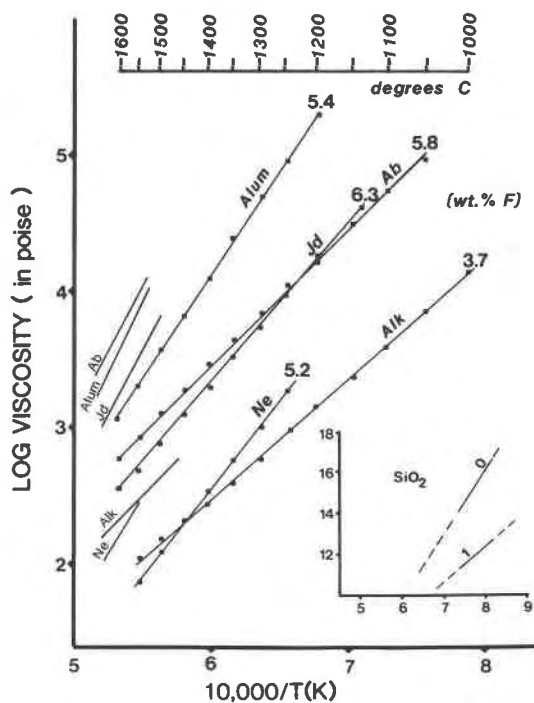 1600
1500
1400
1300
1200
1100
1000
degrees C
5.4
5.8
Alum
Ab
6.3
(wt.% F)
Jd
3.7
Alk
5.2
Ne
Ab
Alum
Jd
Alk
Ne
LOG VISCOSITY ( in poise)
5
4
3
2
18
16
14
12
SiO₂
0
1
5
6
7
8
9
5
6
7
8
10,000/T(K)